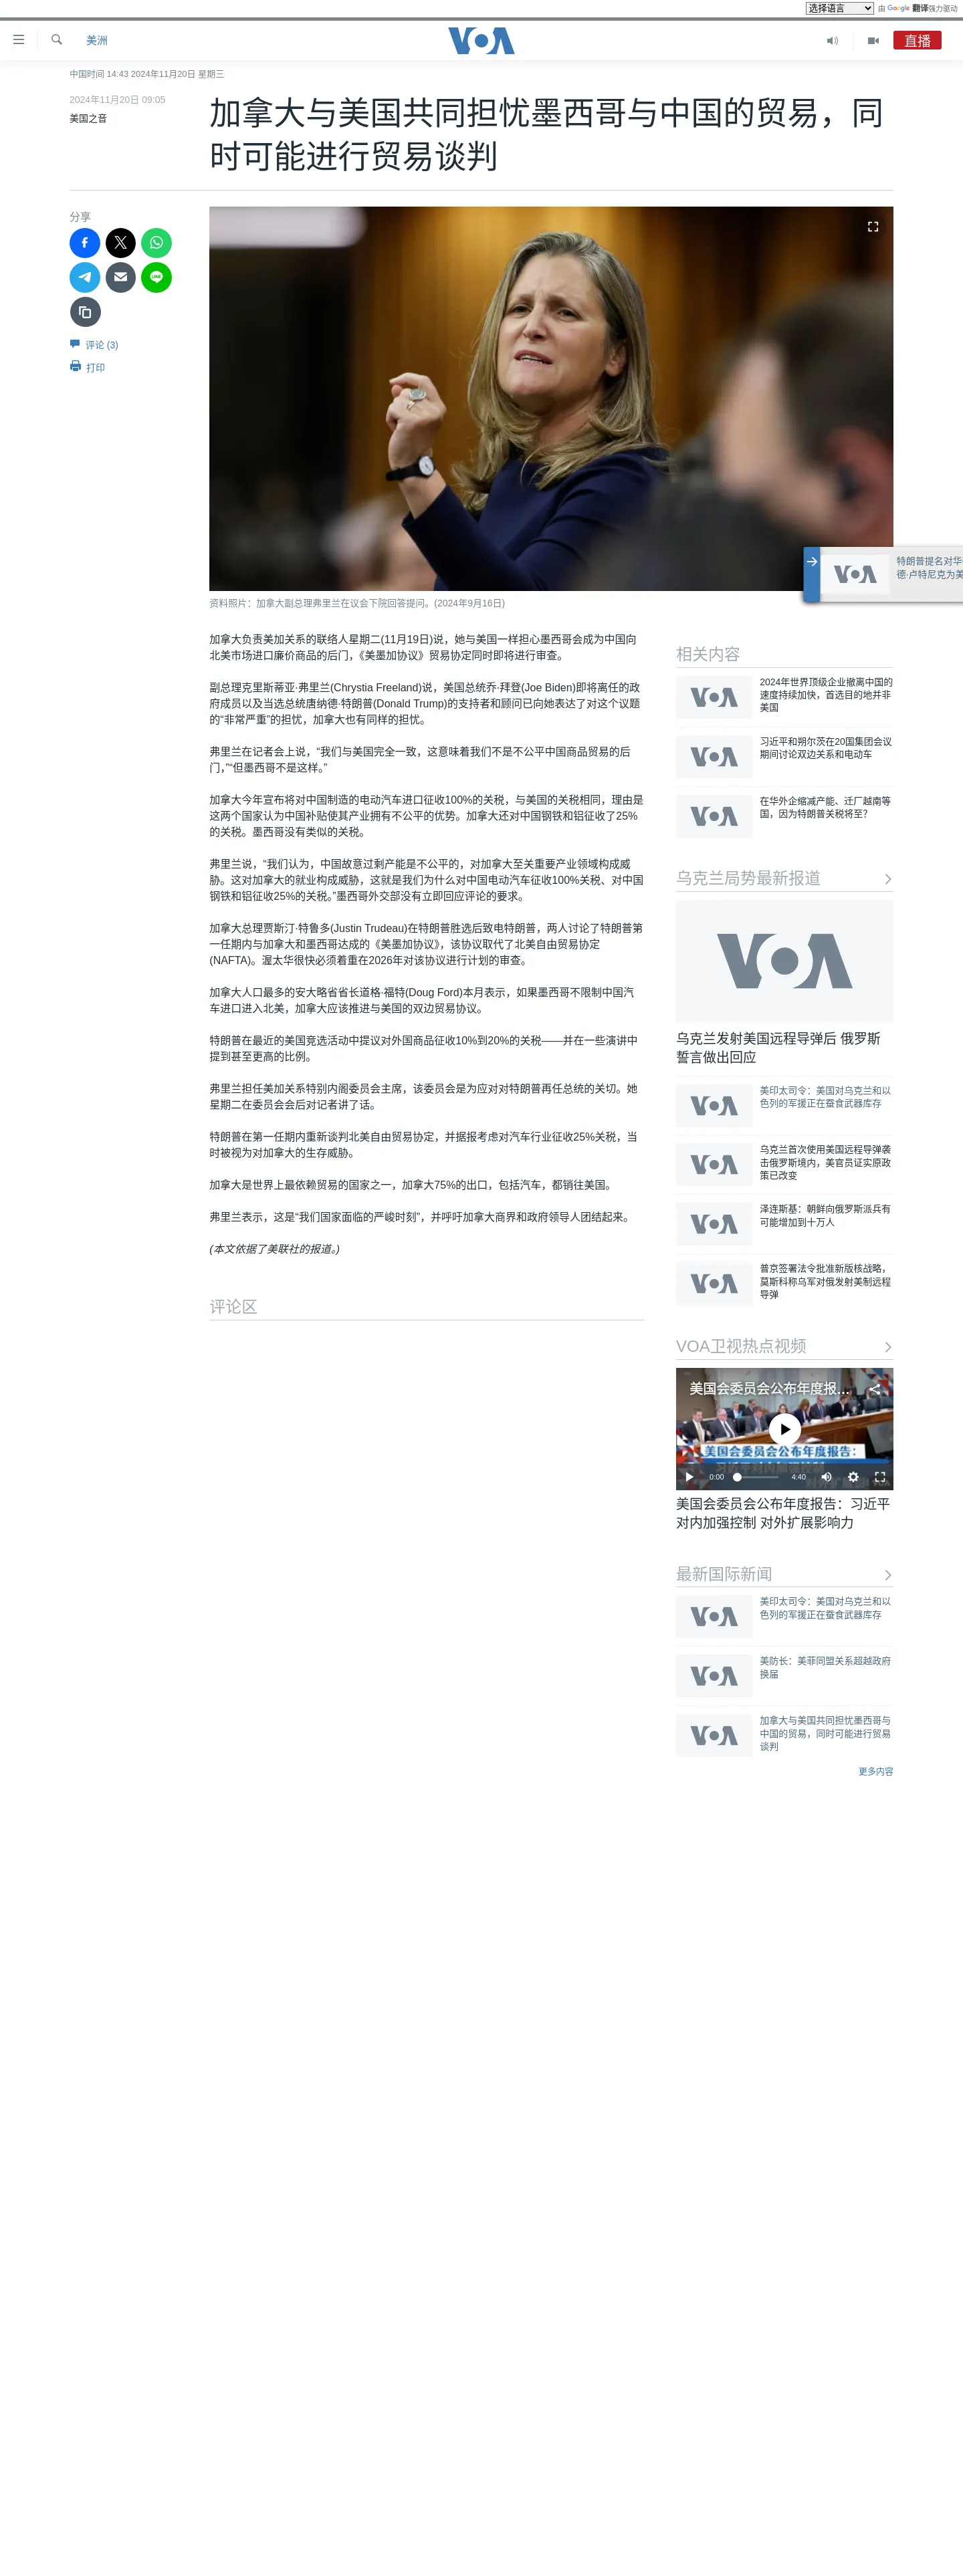 选择语言 由 Google 翻译强力驱动
美洲
VOA
直播
中国时间 14:43 2024年11月20日 星期三
2024年11月20日 09:05
美国之音
加拿大与美国共同担忧墨西哥与中国的贸易，同
时可能进行贸易谈判
分享
LINE
评论 (3)
打印
特朗普提名对华
德·卢特尼克为美
VOA
资料照片：加拿大副总理弗里兰在议会下院回答提问。(2024年9月16日)
加拿大负责美加关系的联络人星期二(11月19日)说，她与美国一样担心墨西哥会成为中国向
北美市场进口廉价商品的后门，《美墨加协议》贸易协定同时即将进行审查。
副总理克里斯蒂亚·弗里兰(Chrystia Freeland)说，美国总统乔·拜登(Joe Biden)即将离任的政
府成员以及当选总统唐纳德·特朗普(Donald Trump)的支持者和顾问已向她表达了对这个议题
的“非常严重”的担忧，加拿大也有同样的担忧。
弗里兰在记者会上说，“我们与美国完全一致，这意味着我们不是不公平中国商品贸易的后
门，”“但墨西哥不是这样。”
加拿大今年宣布将对中国制造的电动汽车进口征收100%的关税，与美国的关税相同，理由是
这两个国家认为中国补贴使其产业拥有不公平的优势。加拿大还对中国钢铁和铝征收了25%
的关税。墨西哥没有类似的关税。
弗里兰说，“我们认为，中国故意过剩产能是不公平的，对加拿大至关重要产业领域构成威
胁。这对加拿大的就业构成威胁，这就是我们为什么对中国电动汽车征收100%关税、对中国
钢铁和铝征收25%的关税。”墨西哥外交部没有立即回应评论的要求。
加拿大总理贾斯汀·特鲁多(Justin Trudeau)在特朗普胜选后致电特朗普，两人讨论了特朗普第
一任期内与加拿大和墨西哥达成的《美墨加协议》，该协议取代了北美自由贸易协定
(NAFTA)。渥太华很快必须着重在2026年对该协议进行计划的审查。
加拿大人口最多的安大略省省长道格·福特(Doug Ford)本月表示，如果墨西哥不限制中国汽
车进口进入北美，加拿大应该推进与美国的双边贸易协议。
特朗普在最近的美国竞选活动中提议对外国商品征收10%到20%的关税——并在一些演讲中
提到甚至更高的比例。
弗里兰担任美加关系特别内阁委员会主席，该委员会是为应对对特朗普再任总统的关切。她
星期二在委员会会后对记者讲了话。
特朗普在第一任期内重新谈判北美自由贸易协定，并据报考虑对汽车行业征收25%关税，当
时被视为对加拿大的生存威胁。
加拿大是世界上最依赖贸易的国家之一，加拿大75%的出口，包括汽车，都销往美国。
弗里兰表示，这是“我们国家面临的严峻时刻”，并呼吁加拿大商界和政府领导人团结起来。
(本文依据了美联社的报道。)
评论区
相关内容
VOA
2024年世界顶级企业撤离中国的
速度持续加快，首选目的地并非
美国
VOA
习近平和朔尔茨在20国集团会议
期间讨论双边关系和电动车
VOA
在华外企缩减产能、迁厂越南等
国，因为特朗普关税将至？
乌克兰局势最新报道
VOA
乌克兰发射美国远程导弹后 俄罗斯
誓言做出回应
VOA
美印太司令：美国对乌克兰和以
色列的军援正在蚕食武器库存
VOA
乌克兰首次使用美国远程导弹袭
击俄罗斯境内，美官员证实原政
策已改变
VOA
泽连斯基：朝鲜向俄罗斯派兵有
可能增加到十万人
VOA
普京签署法令批准新版核战略，
莫斯科称乌军对俄发射美制远程
导弹
VOA卫视热点视频
美国会委员会公布年度报...
美国会委员会公布年度报告：
习近平对内加强控制
0:00
4:40
美国会委员会公布年度报告：习近平
对内加强控制 对外扩展影响力
最新国际新闻
VOA
美印太司令：美国对乌克兰和以
色列的军援正在蚕食武器库存
VOA
美防长：美菲同盟关系超越政府
换届
VOA
加拿大与美国共同担忧墨西哥与
中国的贸易，同时可能进行贸易
谈判
更多内容